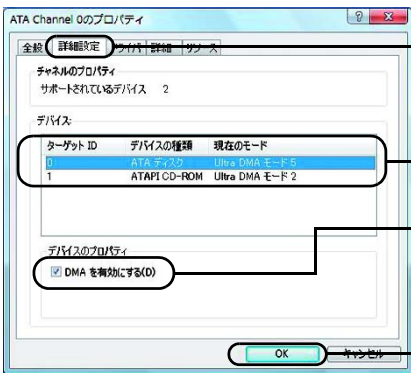 ATA Channel 0のプロパティ
全般 詳細設定 ドライバ 詳細 リソース
チャネルのプロパティ
サポートされているデバイス 2
デバイス:
ターゲット ID デバイスの種類 現在のモード
0 ATA ディスク Ultra DMA モード 5
1 ATAPI CD-ROM Ultra DMA モード 2
デバイスのプロパティ
DMA を有効にする(D)
OK キャンセル